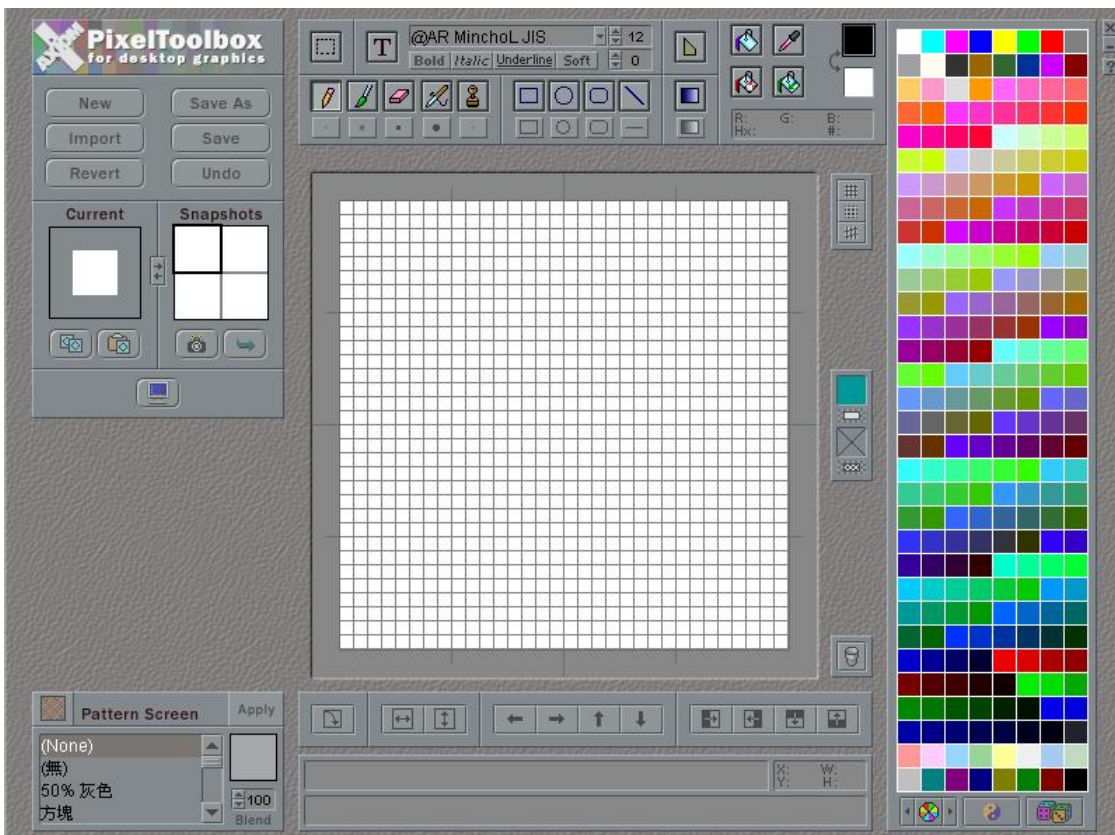 PixelToolbox
for desktop graphics
New
Save As
Import
Save
Revert
Undo
Current
Snapshots
T
@AR MinchoL JIS
12
Bold Italic Underline Soft
0
R: G: B:
Hx: #:
?
Pattern Screen
Apply
(None)
(無)
50% 灰色
方塊
100
Blend
X: W:
Y: H: